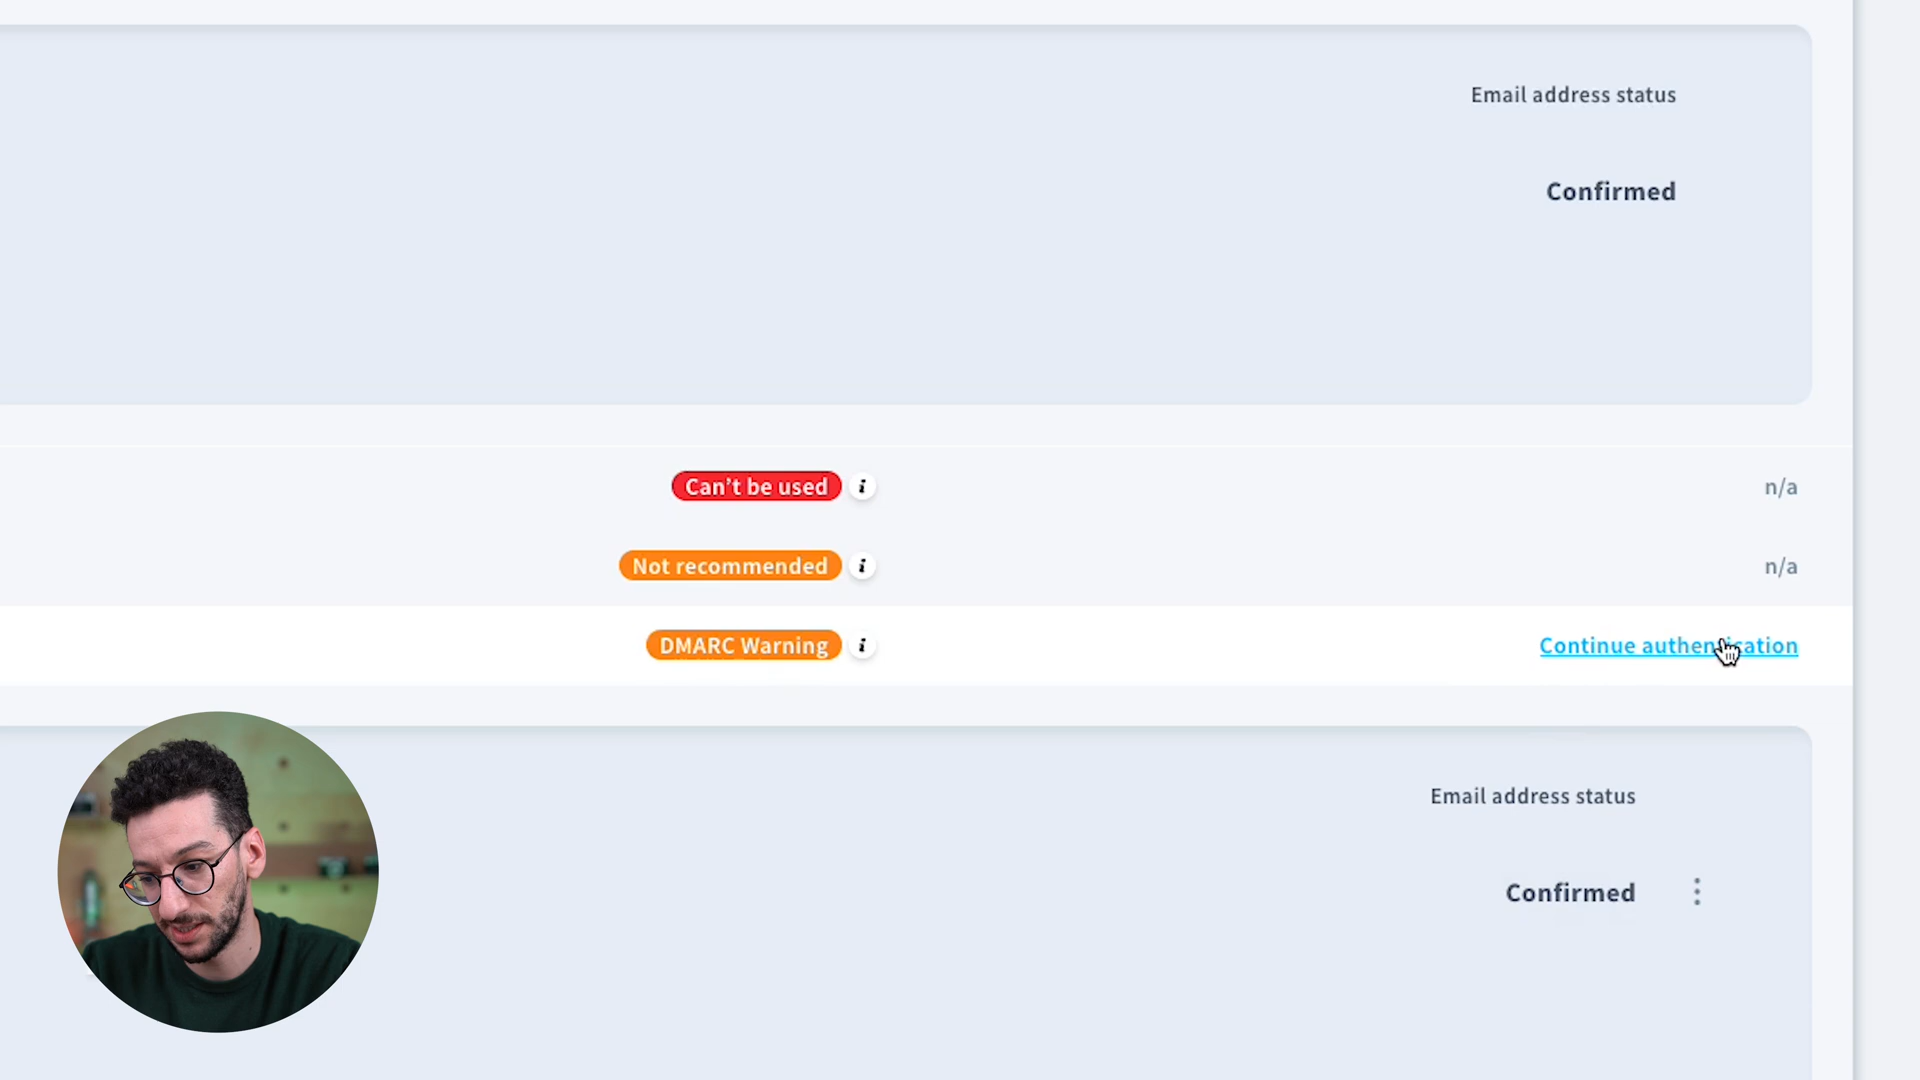 Email address status
Confirmed
Can't be used i n/a
Not recommended i n/a
DMARC Warning i Continue authentication
Email address status
Confirmed